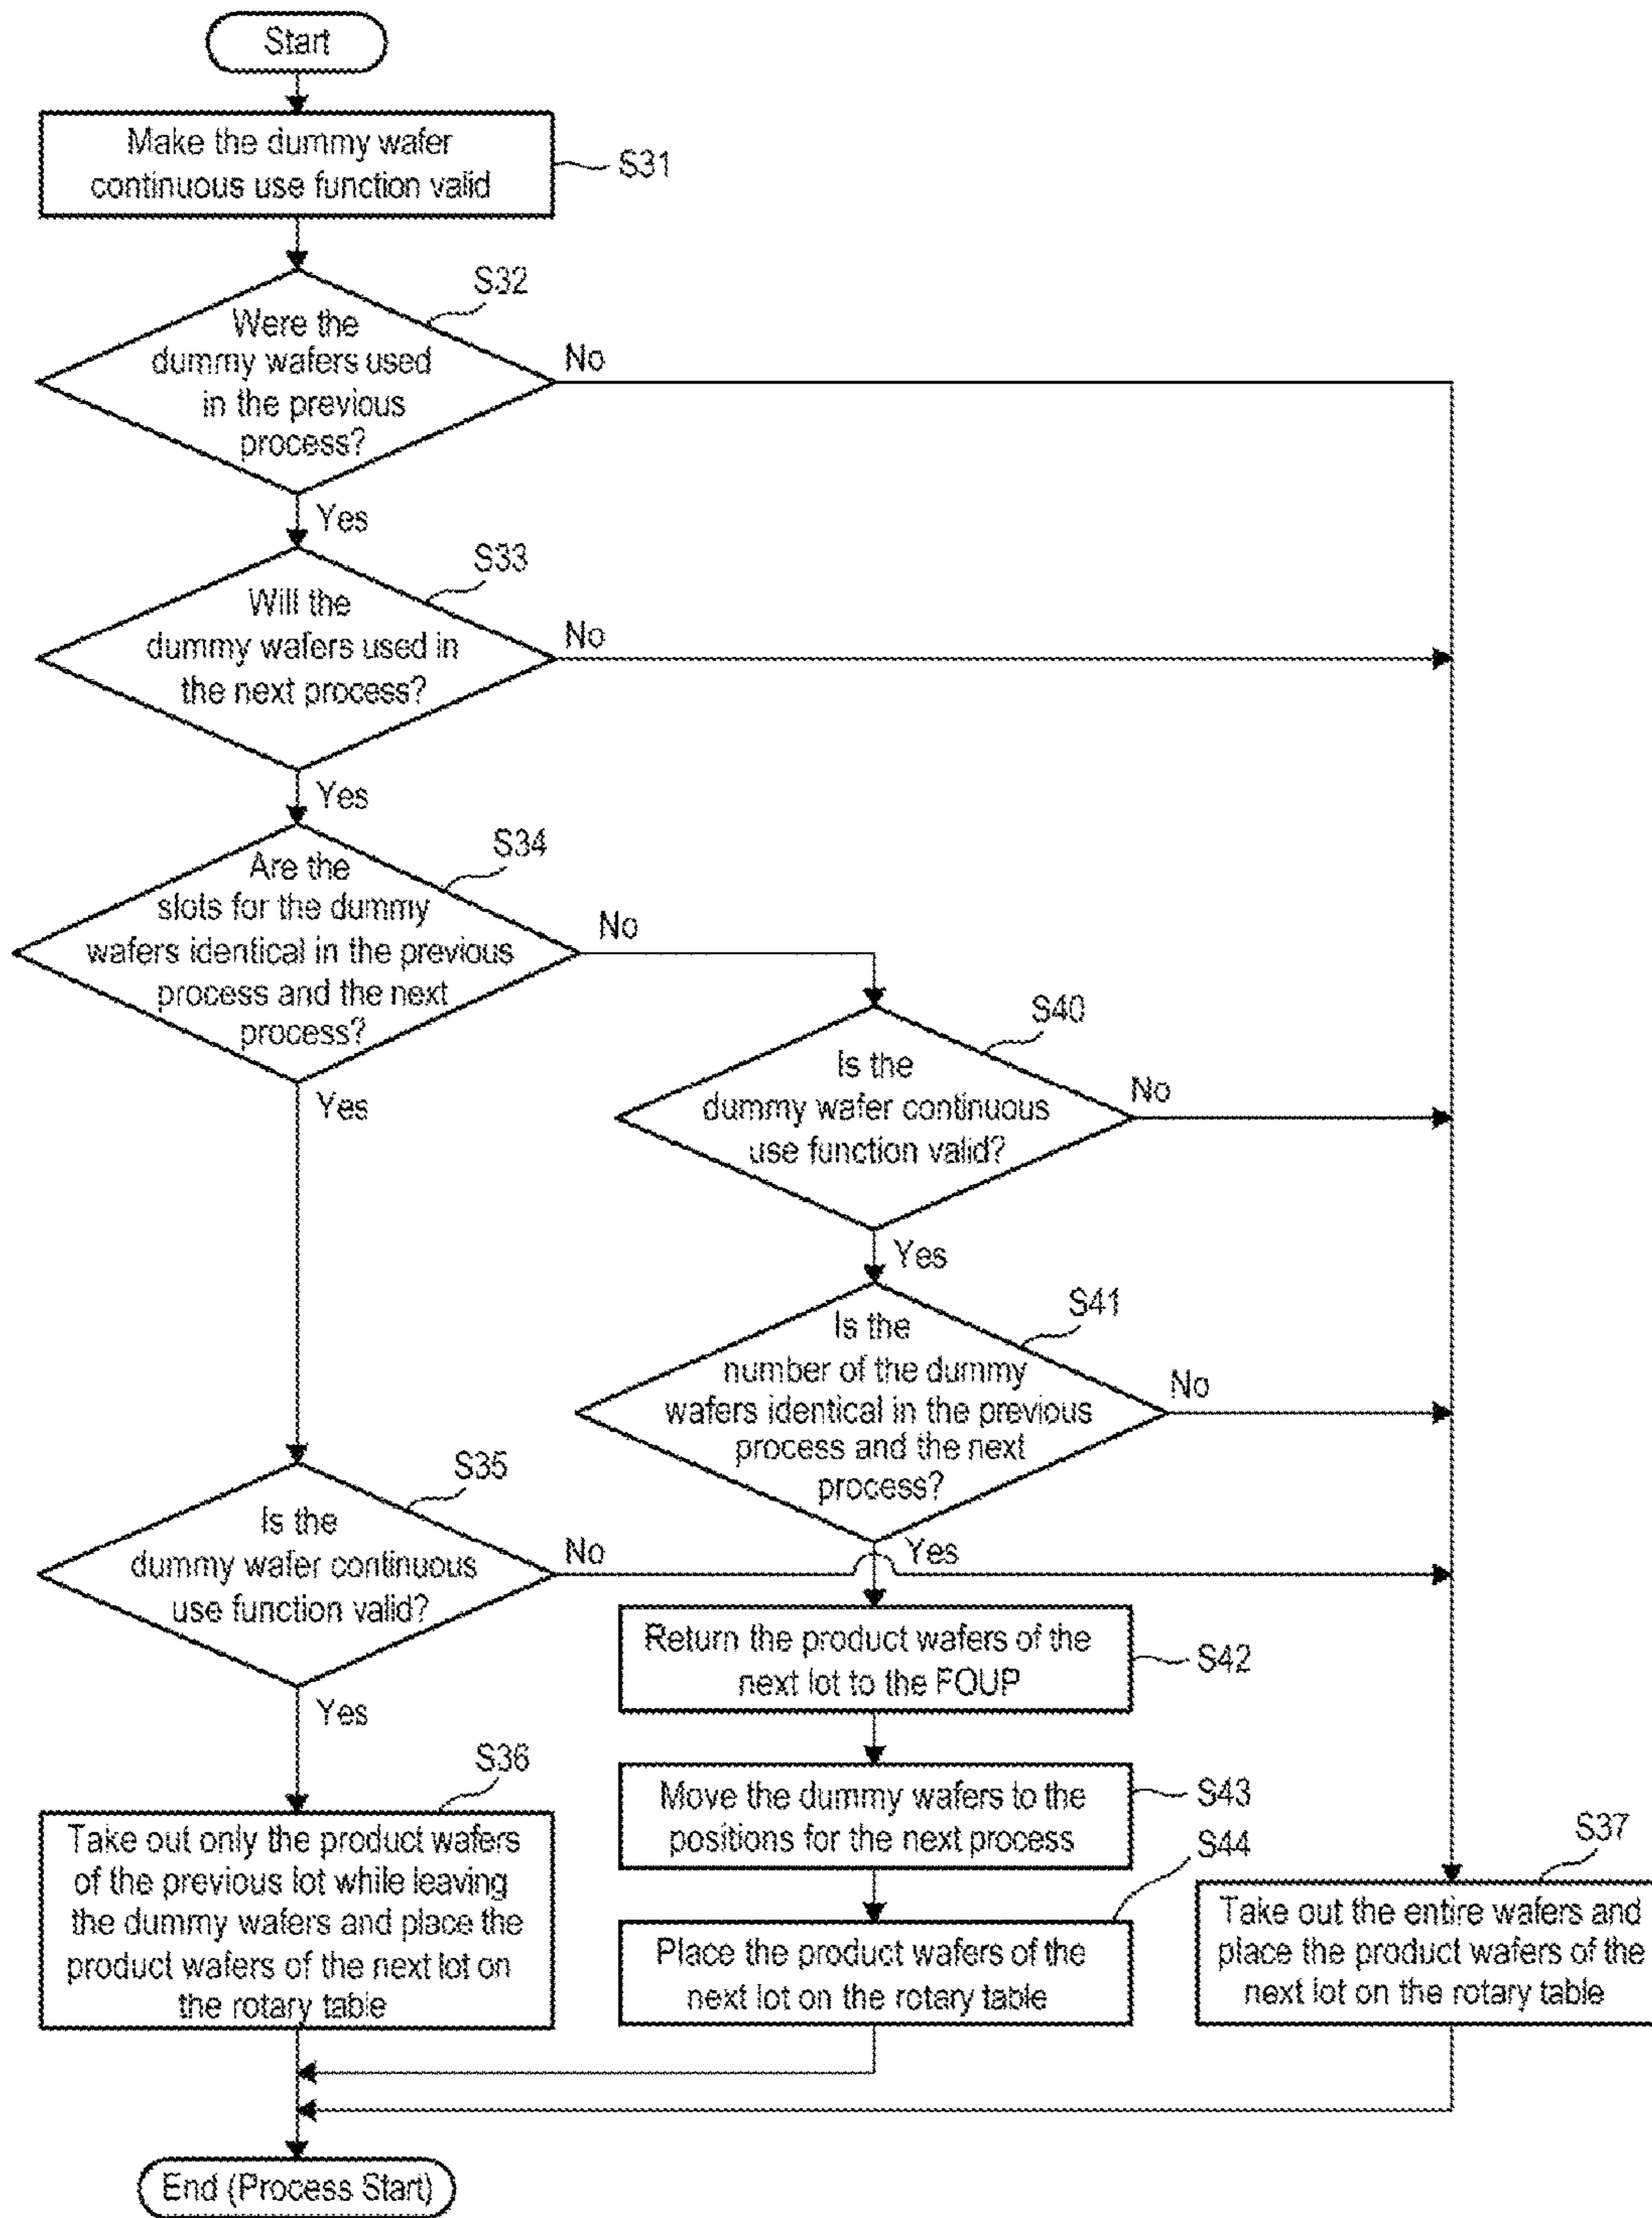 Start
Make the dummy wafer
continuous use function valid
S31
S32
Were the
dummy wafers used
in the previous
process?
No
Yes
S33
Will the
dummy wafers used in
the next process?
No
Yes
S34
Are the
slots for the dummy
wafers identical in the previous
process and the next
process?
No
Yes
S40
Is the
dummy wafer continuous
use function valid?
No
Yes
S41
Is the
number of the dummy
wafers identical in the previous
process and the next
process?
No
Yes
S35
Is the
dummy wafer continuous
use function valid?
No
Yes
Return the product wafers of the
next lot to the FOUP
S42
Move the dummy wafers to the
positions for the next process
S43
S44
Place the product wafers of the
next lot on the rotary table
S36
Take out only the product wafers
of the previous lot while leaving
the dummy wafers and place the
product wafers of the next lot on
the rotary table
S37
Take out the entire wafers and
place the product wafers of the
next lot on the rotary table
End (Process Start)